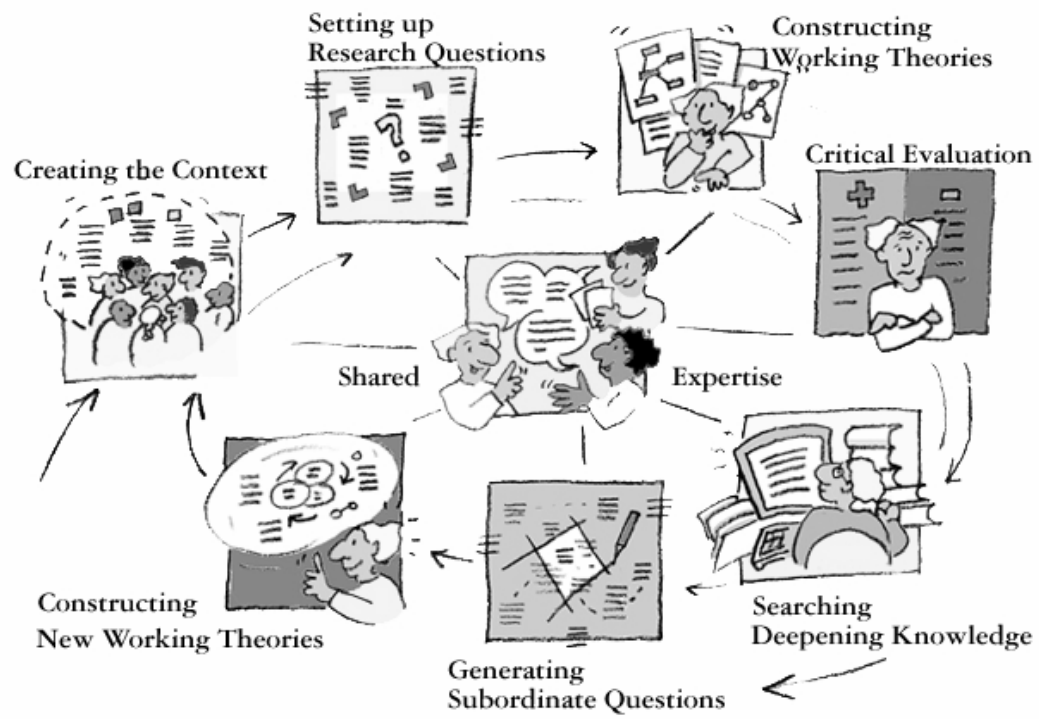 Setting up
Research Questions
Constructing
Working Theories
Creating the Context
Critical Evaluation
Shared
Expertise
Constructing
New Working Theories
Searching
Deepening Knowledge
Generating
Subordinate Questions